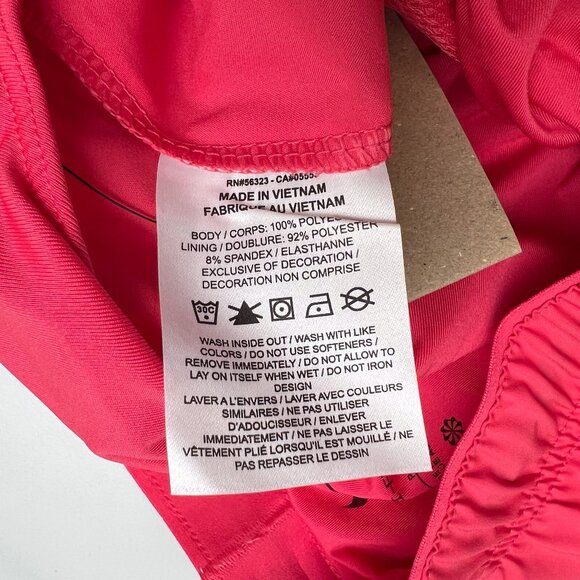 RN#56323 - CA#05553
MADE IN VIETNAM
FABRIQUÉ AU VIETNAM
BODY / CORPS: 100% POLYES
LINING / DOUBLURE: 92% POLYESTER
8% SPANDEX / ELASTHANNE
EXCLUSIVE OF DECORATION /
DECORATION NON COMPRISE
30C
WASH INSIDE OUT / WASH WITH LIKE
COLORS / DO NOT USE SOFTENERS /
REMOVE IMMEDIATELY / DO NOT ALLOW TO
LAY ON ITSELF WHEN WET / DO NOT IRON
DESIGN
LAVER A L'ENVERS / LAVER AVEC COULEURS
SIMILAIRES / NE PAS UTILISER
D'ADOUCISSEUR / ENLEVER
IMMEDIATEMENT / NE PAS LAISSER LE
VÊTEMENT PLIÉ LORSQU'IL EST MOUILLÉ / NE
PAS REPASSER LE DESSIN